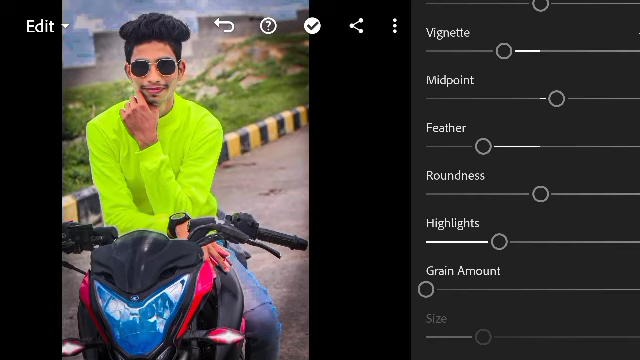 Edit
Vignette
Midpoint
Feather
Roundness
Highlights
Grain Amount
Size